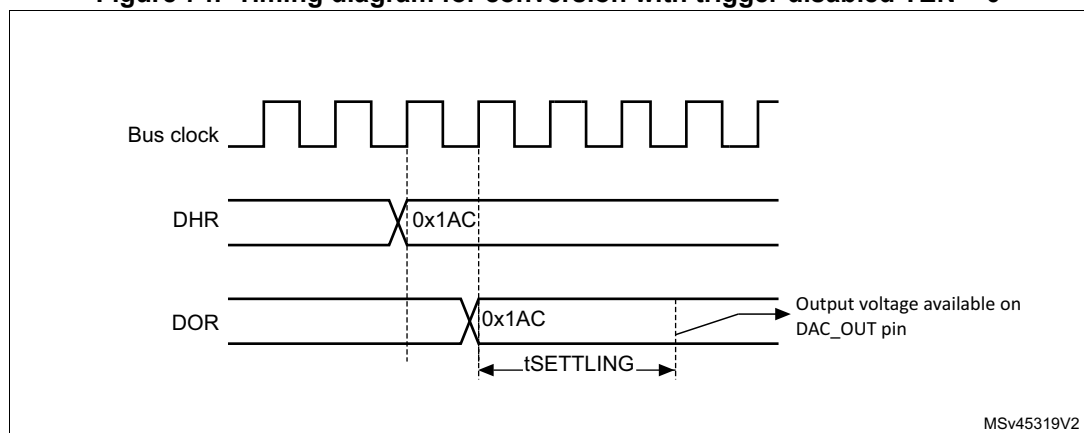 Bus clock
DHR
0x1AC
DOR
0x1AC
Output voltage available on
DAC_OUT pin
tSETTLING
MSv45319V2